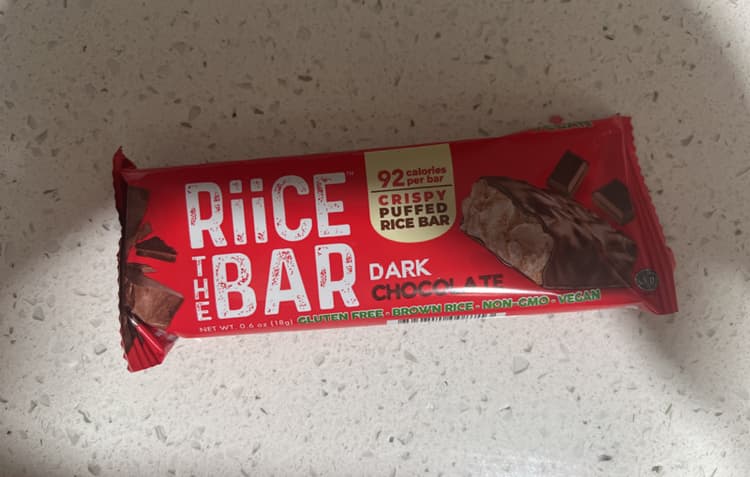 RiiCE™
THE BAR
92 calories per bar
CRISPY
PUFFED
RICE BAR
DARK
CHOCOLATE
NET WT. 0.6 oz (18g)
GLUTEN FREE - BROWN RICE - NON-GMO - VEGAN